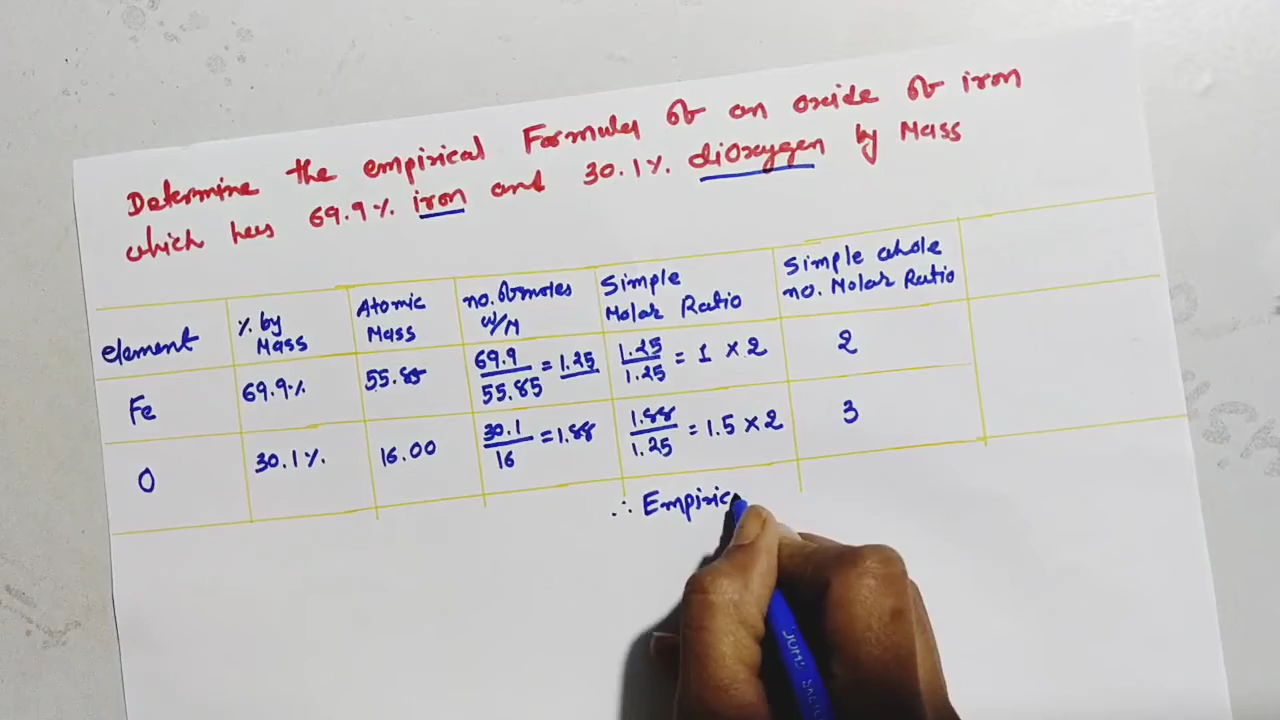 Determine the empirical Formula of an oxide of iron
which has 69.9% iron and 30.1% dioxygen by Mass
Element
% by Mass
Atomic Mass
no. of moles w/M
Simple Molar Ratio
Simple whole no. Molar Ratio
Fe
69.9%
55.85
69.9/55.85 = 1.25
1.25/1.25 = 1 × 2
2
O
30.1%
16.00
30.1/16 = 1.88
1.88/1.25 = 1.5 × 2
3
∴ Empiric